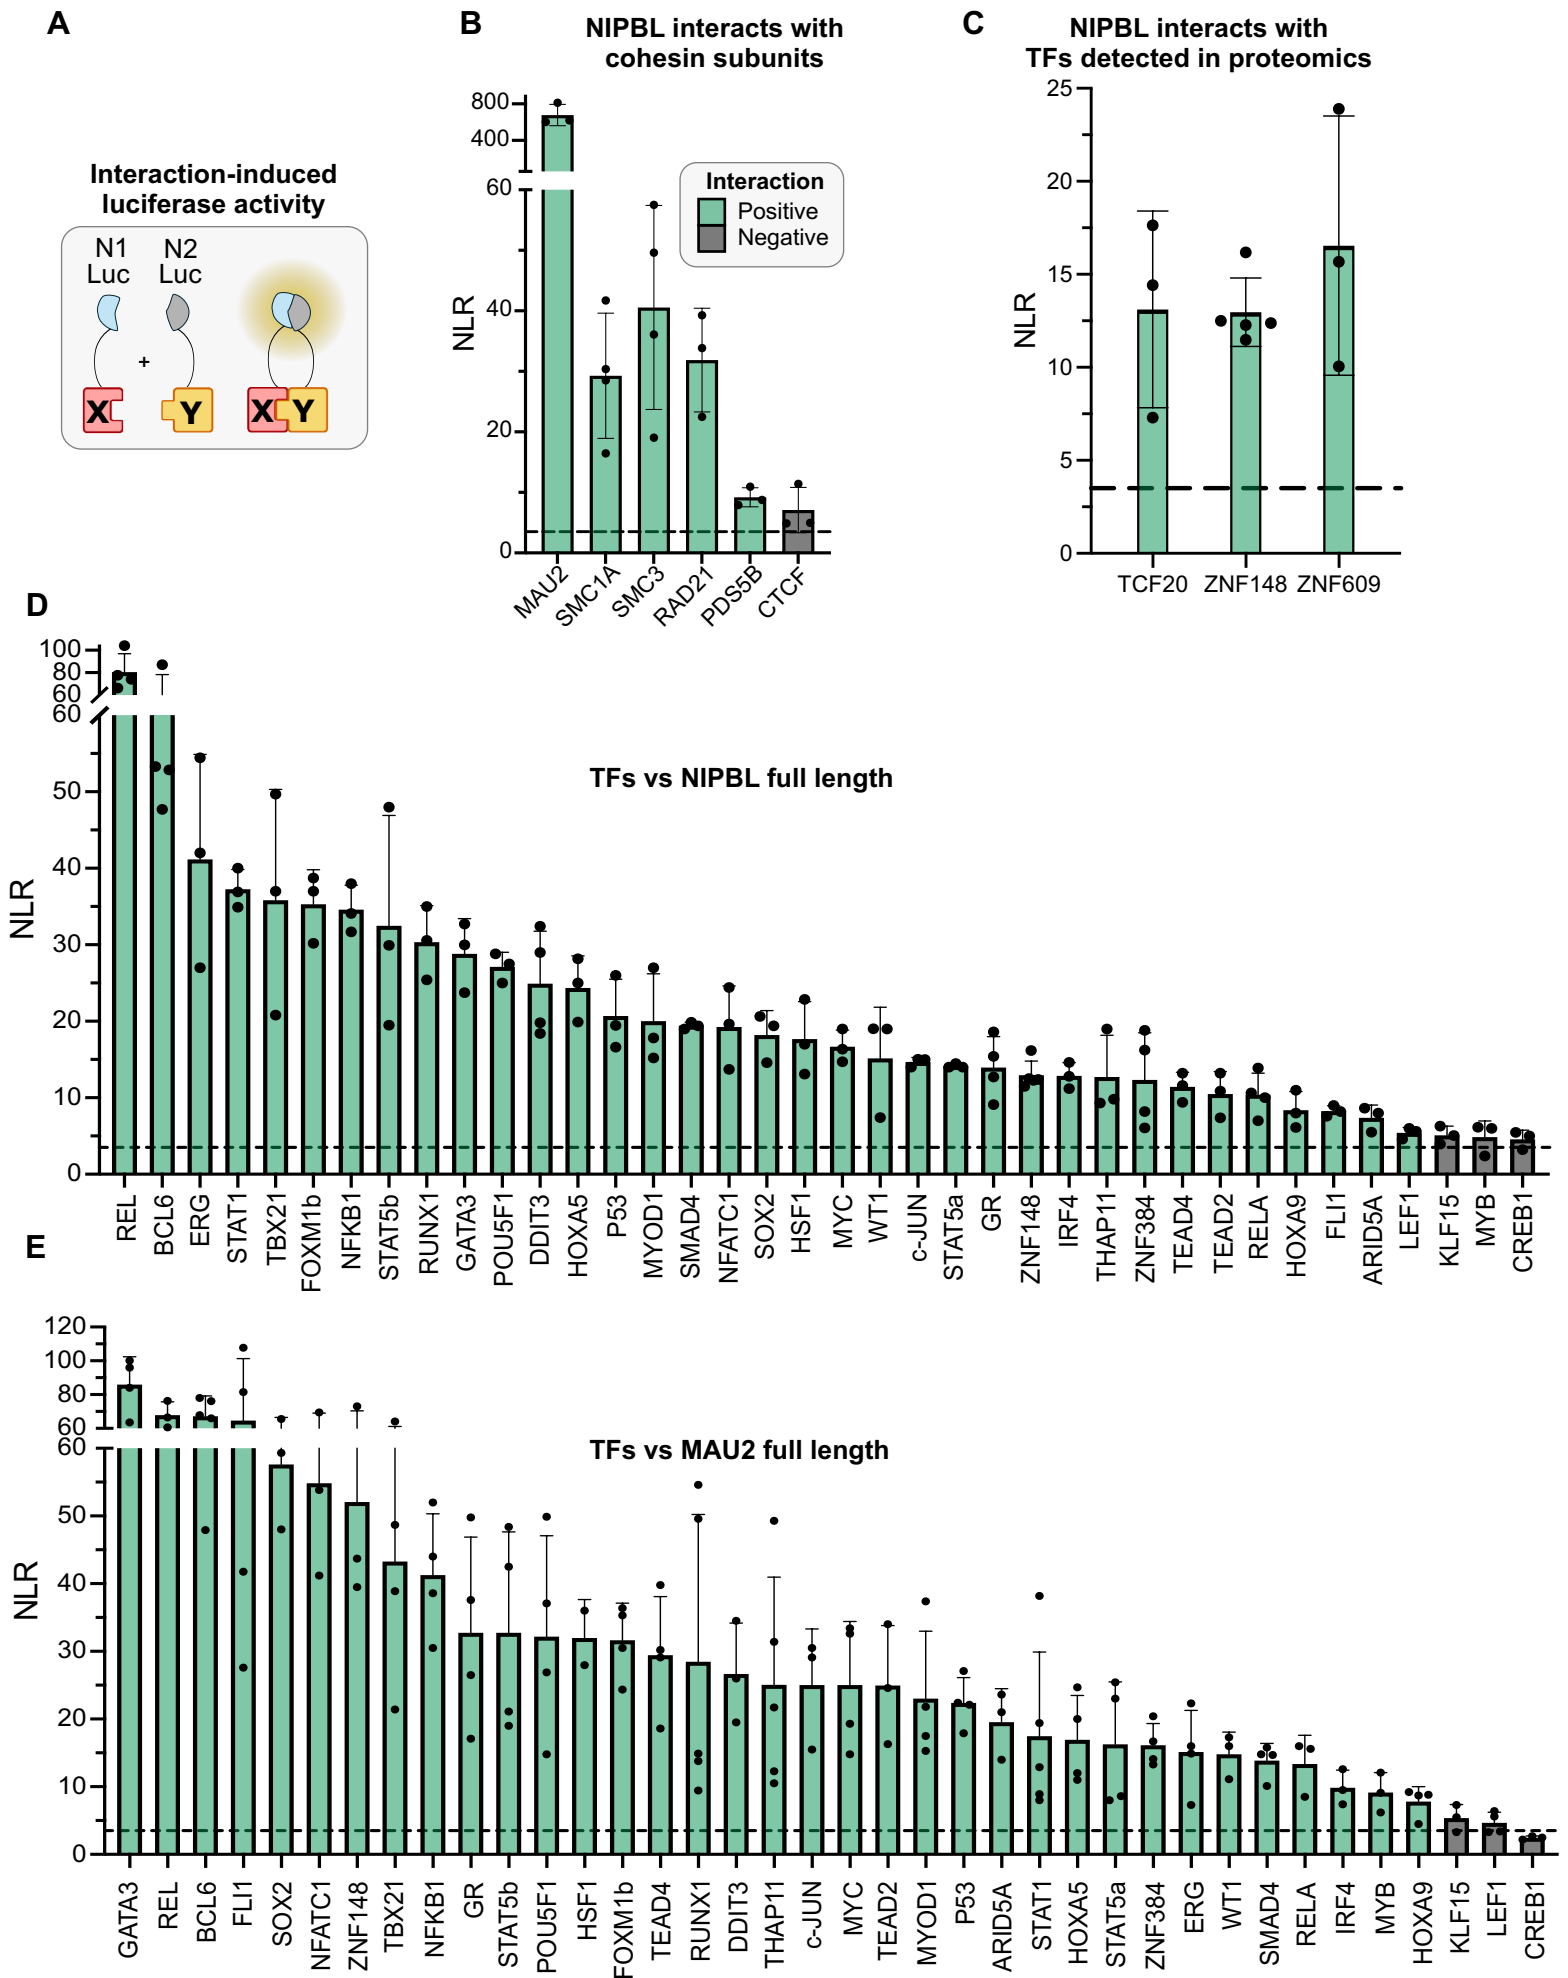 A
Interaction-induced
luciferase activity
N1 N2
Luc Luc
+
X Y X Y
B
NIPBL interacts with
cohesin subunits
NLR
800
400
60
40
20
0
Interaction
Positive
Negative
MAU2 SMC1A SMC3 RAD21 PDS5B CTCF
C
NIPBL interacts with
TFs detected in proteomics
NLR
25
20
15
10
5
0
TCF20 ZNF148 ZNF609
D
TFs vs NIPBL full length
NLR
100
80
60
60
50
40
30
20
10
0
REL BCL6 ERG STAT1 TBX21 FOXM1b NFKB1 STAT5b RUNX1 GATA3 POU5F1 DDIT3 HOXA5 P53 MYOD1 SMAD4 NFATC1 SOX2 HSF1 MYC WT1 c-JUN STAT5a GR ZNF148 IRF4 THAP11 ZNF384 TEAD4 TEAD2 RELA HOXA9 FLI1 ARID5A LEF1 KLF15 MYB CREB1
E
TFs vs MAU2 full length
NLR
120
100
80
60
60
50
40
30
20
10
0
GATA3 REL BCL6 FLI1 SOX2 NFATC1 ZNF148 TBX21 NFKB1 GR STAT5b POU5F1 HSF1 FOXM1b TEAD4 RUNX1 DDIT3 THAP11 c-JUN MYC TEAD2 MYOD1 P53 ARID5A STAT1 HOXA5 STAT5a ZNF384 ERG WT1 SMAD4 RELA IRF4 MYB HOXA9 KLF15 LEF1 CREB1